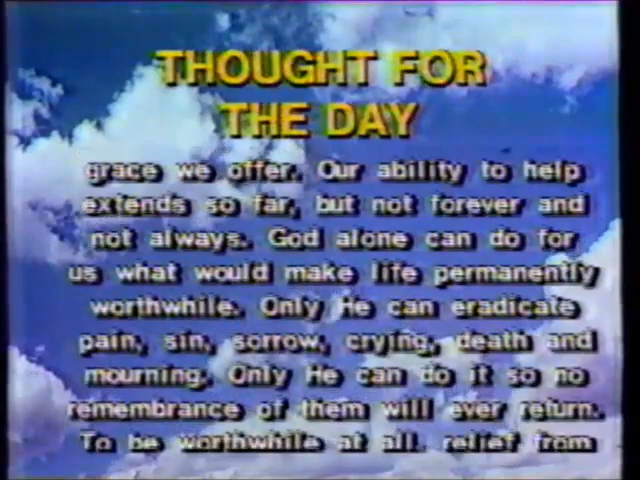 THOUGHT FOR
THE DAY
grace we offer. Our ability to help
extends so far, but not forever and
not always. God alone can do for
us what would make life permanently
worthwhile. Only He can eradicate
pain, sin, sorrow, crying, death and
mourning. Only He can do it so no
remembrance of them will ever return.
To be worthwhile at all, relief from